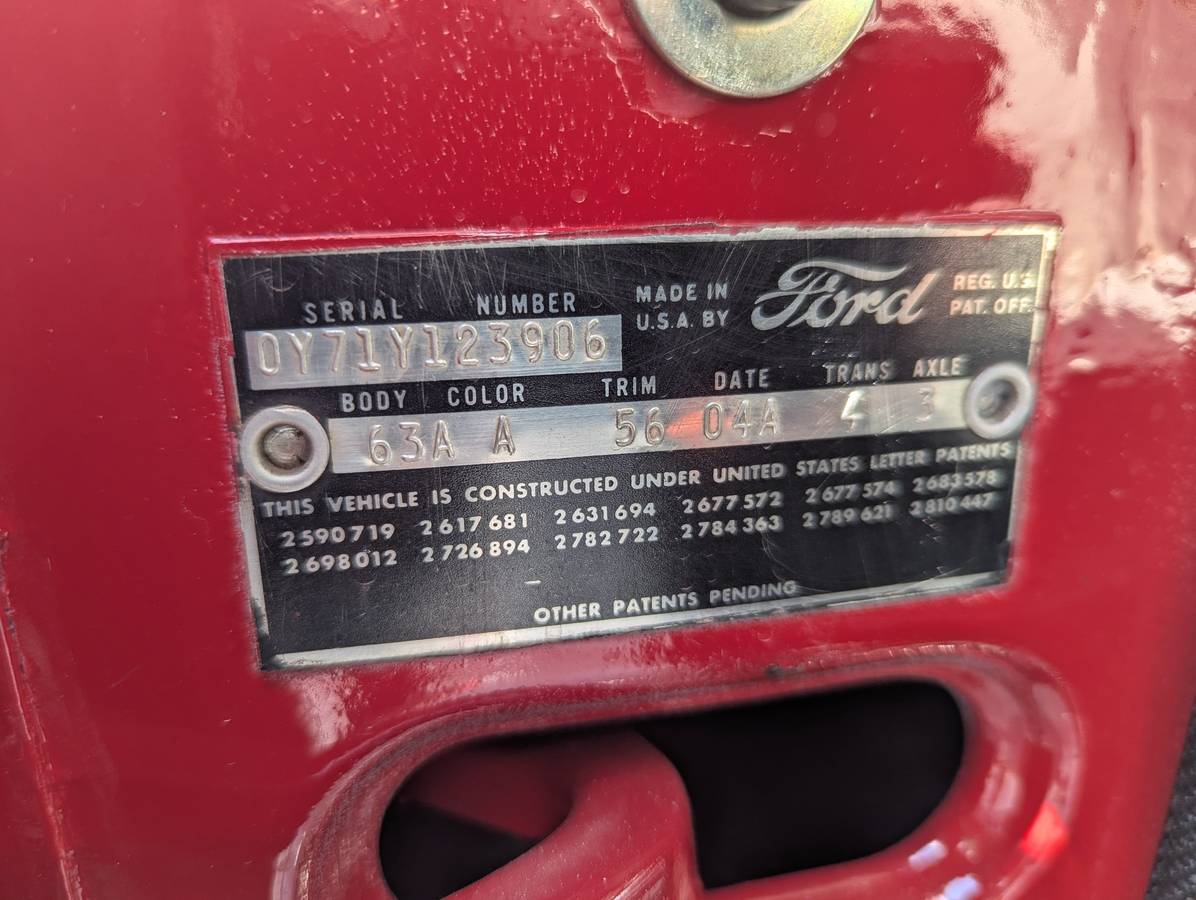 SERIAL NUMBER
MADE IN
U.S.A. BY
Ford
REG. U.S.
PAT. OFF.
0Y71Y123906
BODY COLOR TRIM DATE TRANS AXLE
63A A 56 04A 4 3
THIS VEHICLE IS CONSTRUCTED UNDER UNITED STATES LETTER PATENTS
2590719 2617681 2631694 2677572 2677574 2683578
2698012 2726894 2782722 2784363 2789621 2810447
OTHER PATENTS PENDING